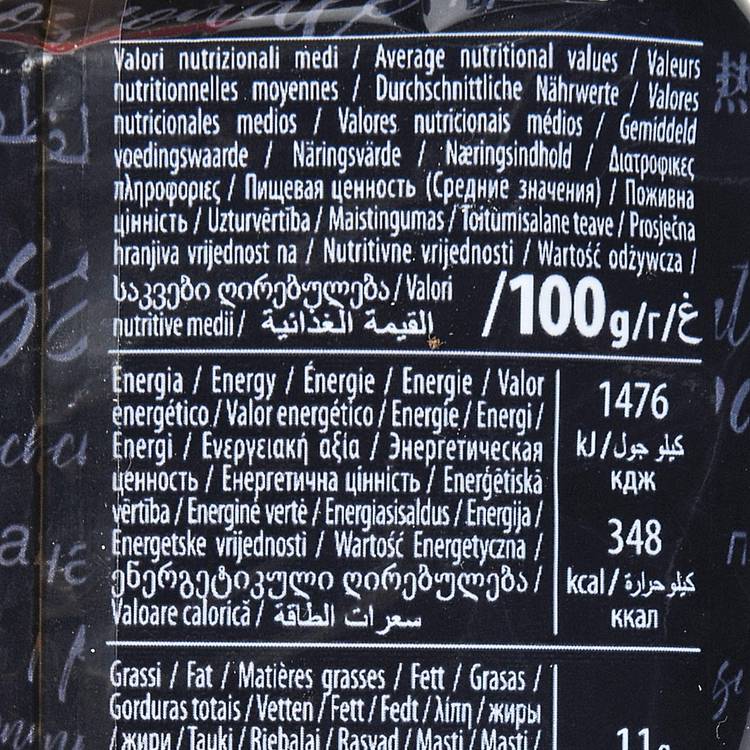 Valori nutrizionali medi / Average nutritional values / Valeurs
nutritionnelles moyennes / Durchschnittliche Nährwerte / Valores
nutricionales medios / Valores nutricionais médios / Gemiddeld
voedingswaarde / Näringsvärde / Næringsindhold / Διατροφικες
πληροφοριες / Пищевая ценность (Средние значения) / Поживна
цінність / Uzturvērtība / Maistingumas / Toitumisalane teave / Prosječna
hranjiva vrijednost na / Nutritivne vrijednosti / Wartość odżywcza /
საკვები ღირებულება / Valori
nutritive medii / القيمة الغذائية /100g/г/غ
Energia / Energy / Énergie / Energie / Valor
energético / Valor energético / Energie / Energi /
Energi / Ενεργειακή αξία / Энергетическая
ценность / Енергетична цінність / Enerģētiskā
vērtība / Energinė vertė / Energiasisaldus / Energija /
Energetske vrijednosti / Wartość Energetyczna /
ენერგეტიკული ღირებულება /
Valoare calorică / سعرات الطاقة
1476
kJ / كيلو جول
кДж
348
kcal / كيلو حرارة
ккал
Grassi / Fat / Matières grasses / Fett / Grasas /
Gorduras totais / Vetten / Fett / Fedt / λίπη / жиры
/ жири / Tauki / Riebalai / Rasvad / Masti / Masti /
11g